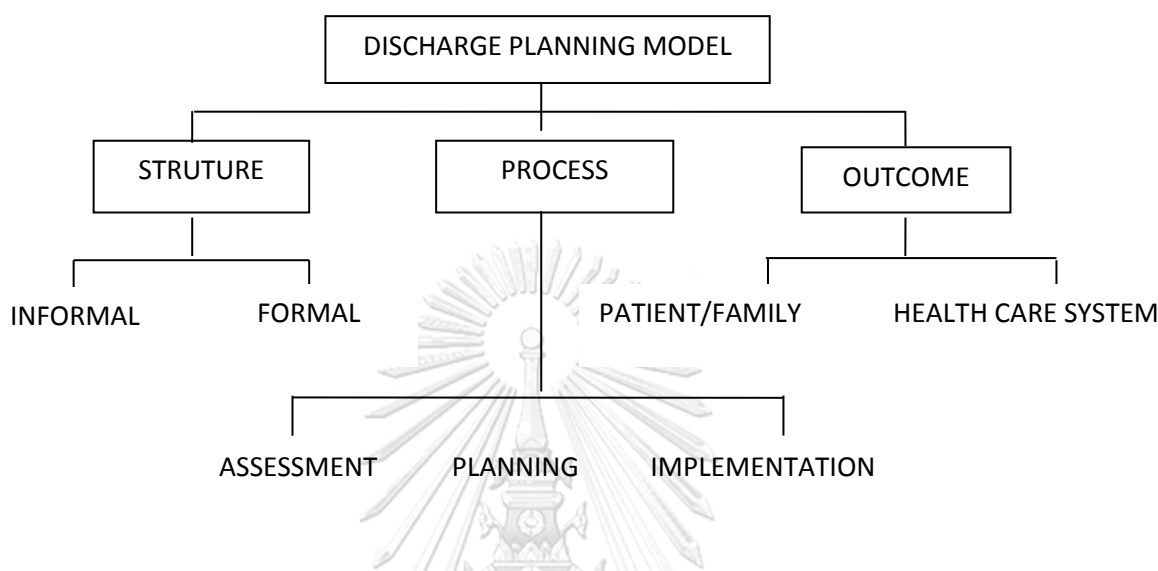 DISCHARGE PLANNING MODEL
STRUTURE
PROCESS
OUTCOME
INFORMAL
FORMAL
PATIENT/FAMILY
HEALTH CARE SYSTEM
ASSESSMENT
PLANNING
IMPLEMENTATION